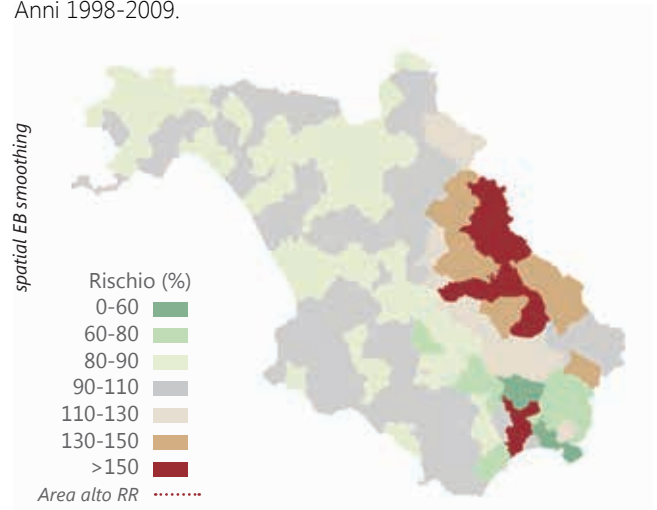 Anni 1998-2009.
spatial EB smoothing
Rischio (%)
0-60
60-80
80-90
90-110
110-130
130-150
>150
Area alto RR